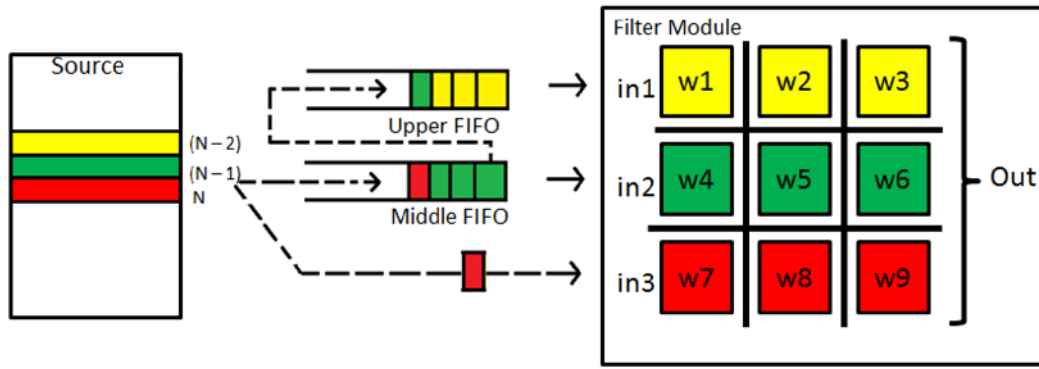 Source
(N – 2)
(N – 1)
N
Upper FIFO
Middle FIFO
Filter Module
in1
w1 w2 w3
in2
w4 w5 w6
in3
w7 w8 w9
Out